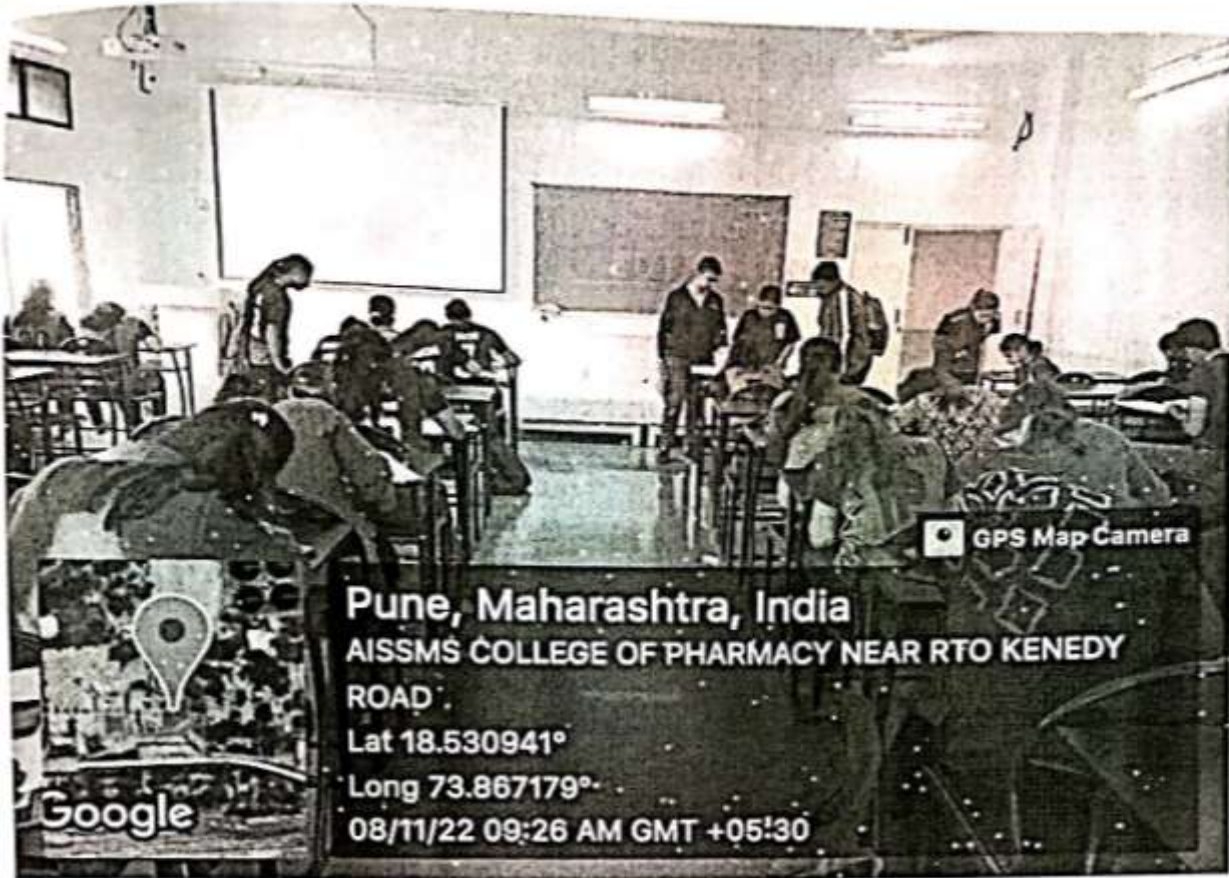 GPS Map Camera
Pune, Maharashtra, India
AISSMS COLLEGE OF PHARMACY NEAR RTO KENEDY
ROAD
Lat 18.530941°
Long 73.867179°
08/11/22 09:26 AM GMT +05:30
Google